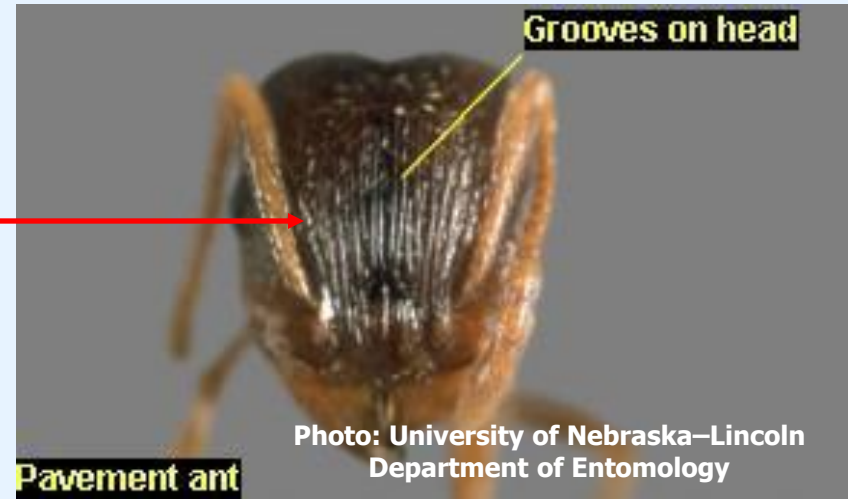 Grooves on head
Photo: University of Nebraska–Lincoln
Department of Entomology
Pavement ant